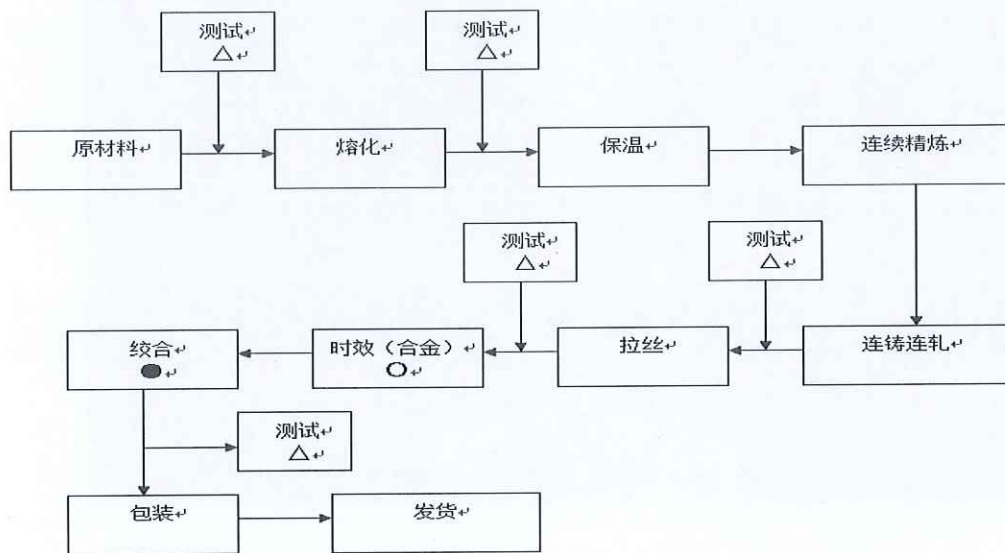 测试↵
△↵
测试↵
△↵
原材料↵
熔化↵
保温↵
连续精炼↵
测试↵
△↵
测试↵
△↵
绞合↵
●↵
时效（合金）↵
○↵
拉丝↵
连铸连轧↵
测试↵
△↵
包装↵
发货↵